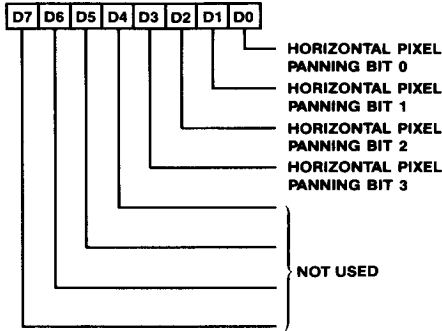 D7 D6 D5 D4 D3 D2 D1 D0
HORIZONTAL PIXEL
PANNING BIT 0
HORIZONTAL PIXEL
PANNING BIT 1
HORIZONTAL PIXEL
PANNING BIT 2
HORIZONTAL PIXEL
PANNING BIT 3
NOT USED